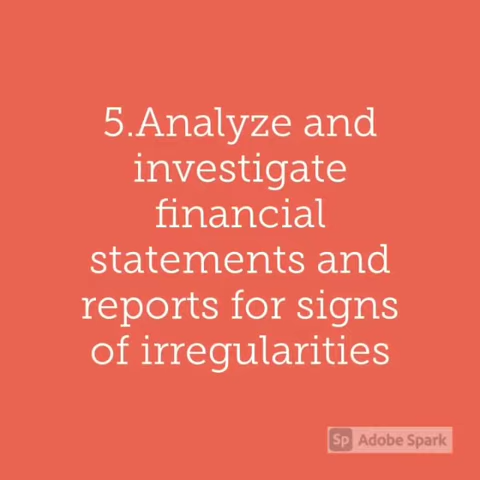 5.Analyze and
investigate
financial
statements and
reports for signs
of irregularities
Sp Adobe Spark